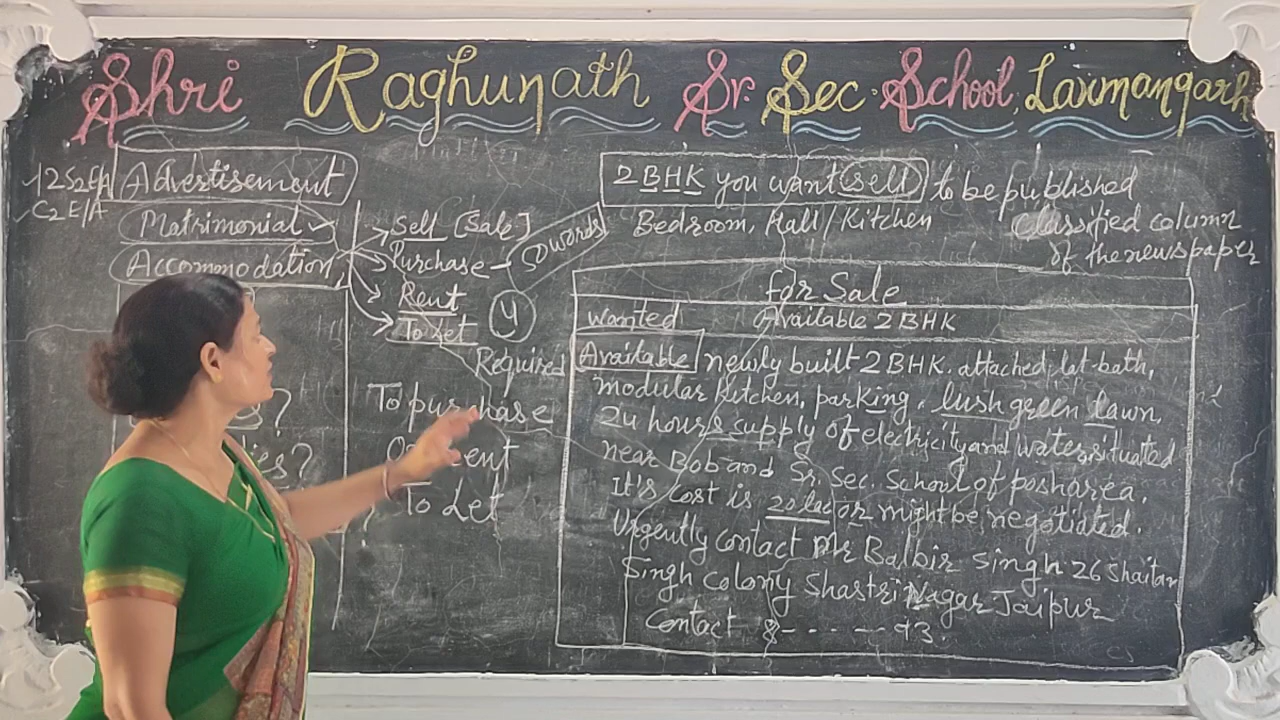 Shri Raghunath Sr. Sec. School, Laxmangarh
12 S2 E/A
C2 E/A
Advertisement
Matrimonial
Accommodation
Sell [Sale]
Purchase - 50 words
Rent
To Let
4
Required
To purchase
On rent
To Let
?
?
2 BHK you want sell to be published
Bedroom, Hall/Kitchen
Classified column
of the newspaper
for Sale
Wanted Available 2 BHK
Available newly built 2 BHK. attached, lat-bath,
modular kitchen, parking, lush green lawn,
24 hours supply of electricity and water, situated
near Bob and Sr. Sec. School of posh area.
It's cost is 20 lac or might be negotiated.
Urgently contact Mr Balbir Singh 26 Shaitan
Singh Colony Shastri Nagar Jaipur
Contact 8- - - - - - 93.